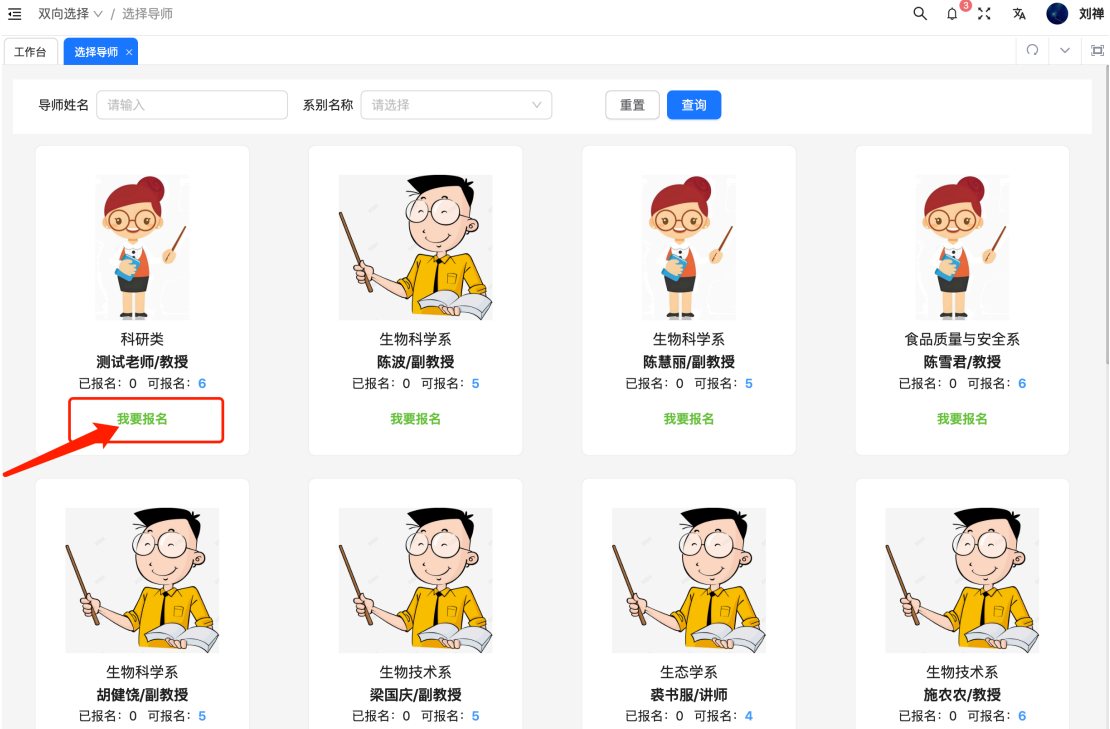 双向选择 / 选择导师
3
刘禅
工作台 选择导师 ×
导师姓名 请输入 系别名称 请选择 重置 查询
科研类
测试老师/教授
已报名：0 可报名：6
我要报名
生物科学系
陈波/副教授
已报名：0 可报名：5
我要报名
生物科学系
陈慧丽/副教授
已报名：0 可报名：5
我要报名
食品质量与安全系
陈雪君/教授
已报名：0 可报名：6
我要报名
生物科学系
胡健饶/副教授
已报名：0 可报名：5
生物技术系
梁国庆/副教授
已报名：0 可报名：5
生态学系
裘书服/讲师
已报名：0 可报名：4
生物技术系
施农农/教授
已报名：0 可报名：6